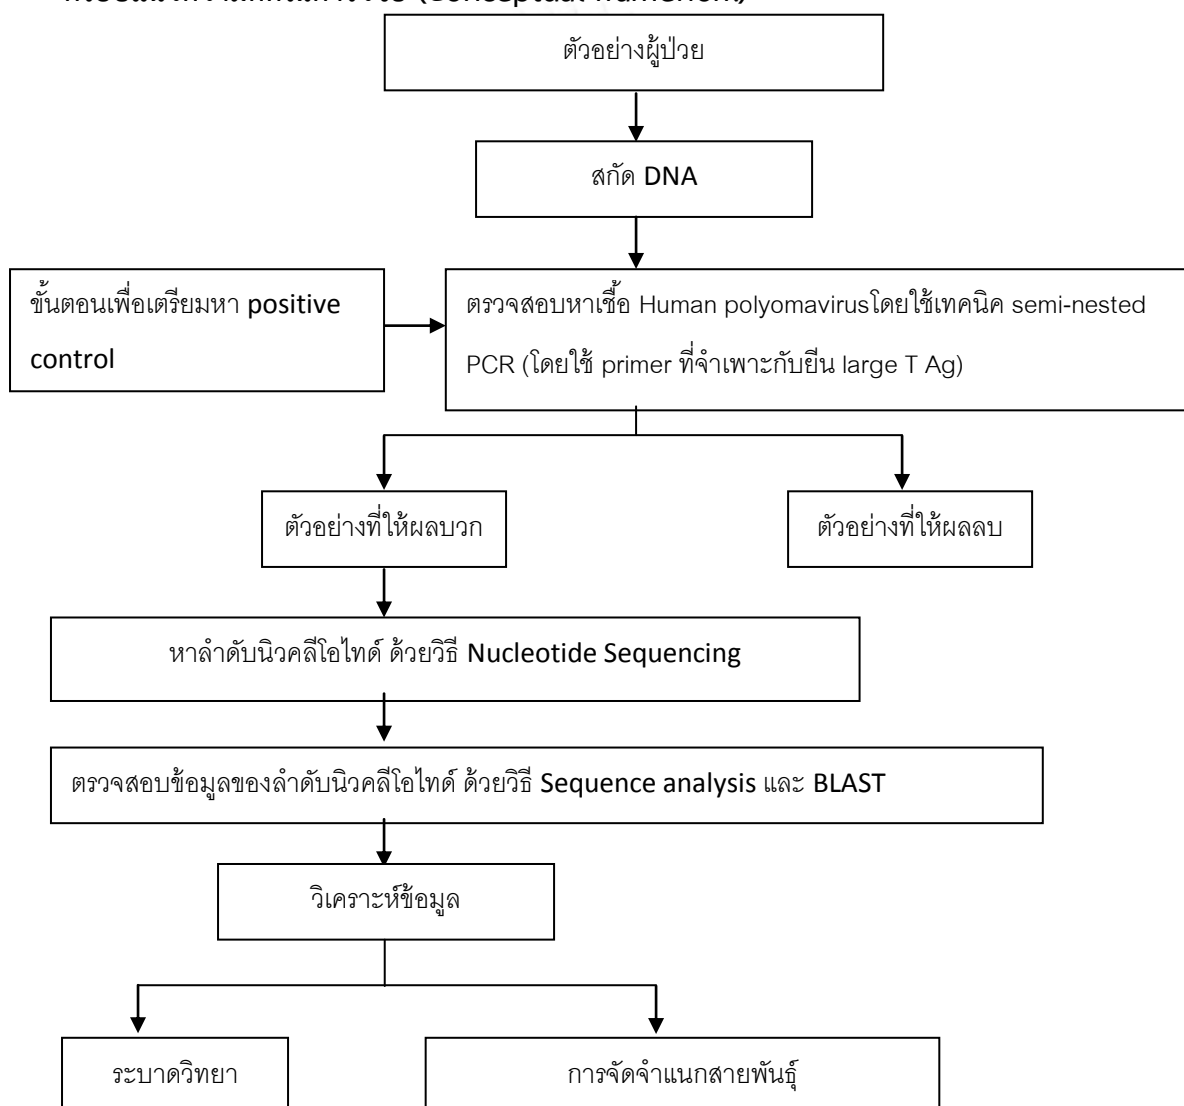 (Conceptual framework)
ตัวอย่างผู้ป่วย
สกัด DNA
ขั้นตอนเพื่อเตรียมหา positive
control
ตรวจสอบหาเชื้อ Human polyomavirusโดยใช้เทคนิค semi-nested
PCR (โดยใช้ primer ที่จำเพาะกับยีน large T Ag)
ตัวอย่างที่ให้ผลบวก
ตัวอย่างที่ให้ผลลบ
หาลำดับนิวคลีโอไทด์ ด้วยวิธี Nucleotide Sequencing
ตรวจสอบข้อมูลของลำดับนิวคลีโอไทด์ ด้วยวิธี Sequence analysis และ BLAST
วิเคราะห์ข้อมูล
ระบาดวิทยา
การจัดจำแนกสายพันธุ์